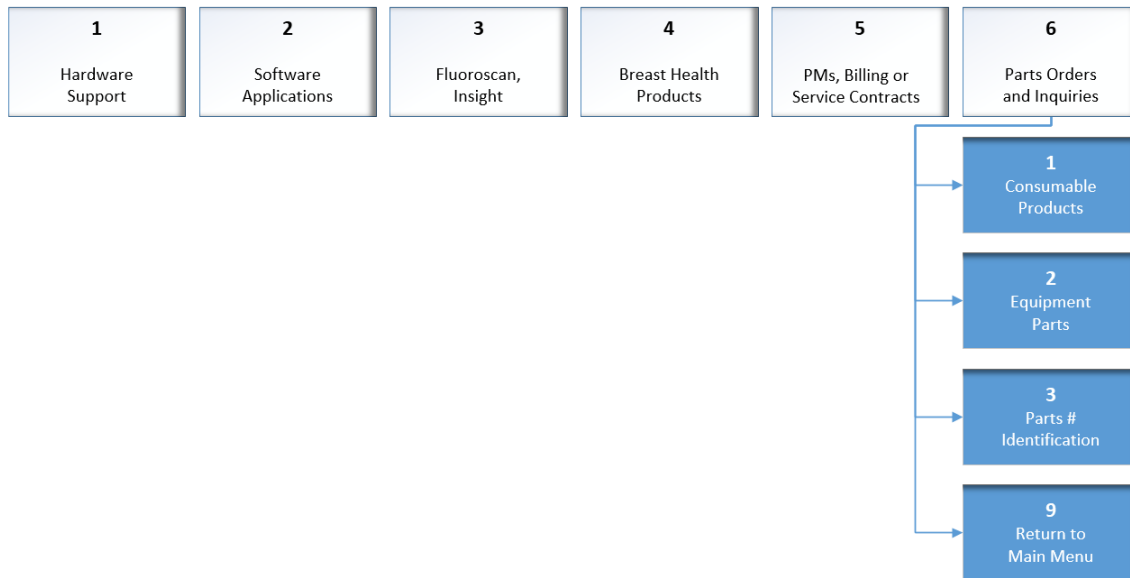 1
Hardware
Support
2
Software
Applications
3
Fluoroscan,
Insight
4
Breast Health
Products
5
PMs, Billing or
Service Contracts
6
Parts Orders
and Inquiries
1
Consumable
Products
2
Equipment
Parts
3
Parts #
Identification
9
Return to
Main Menu